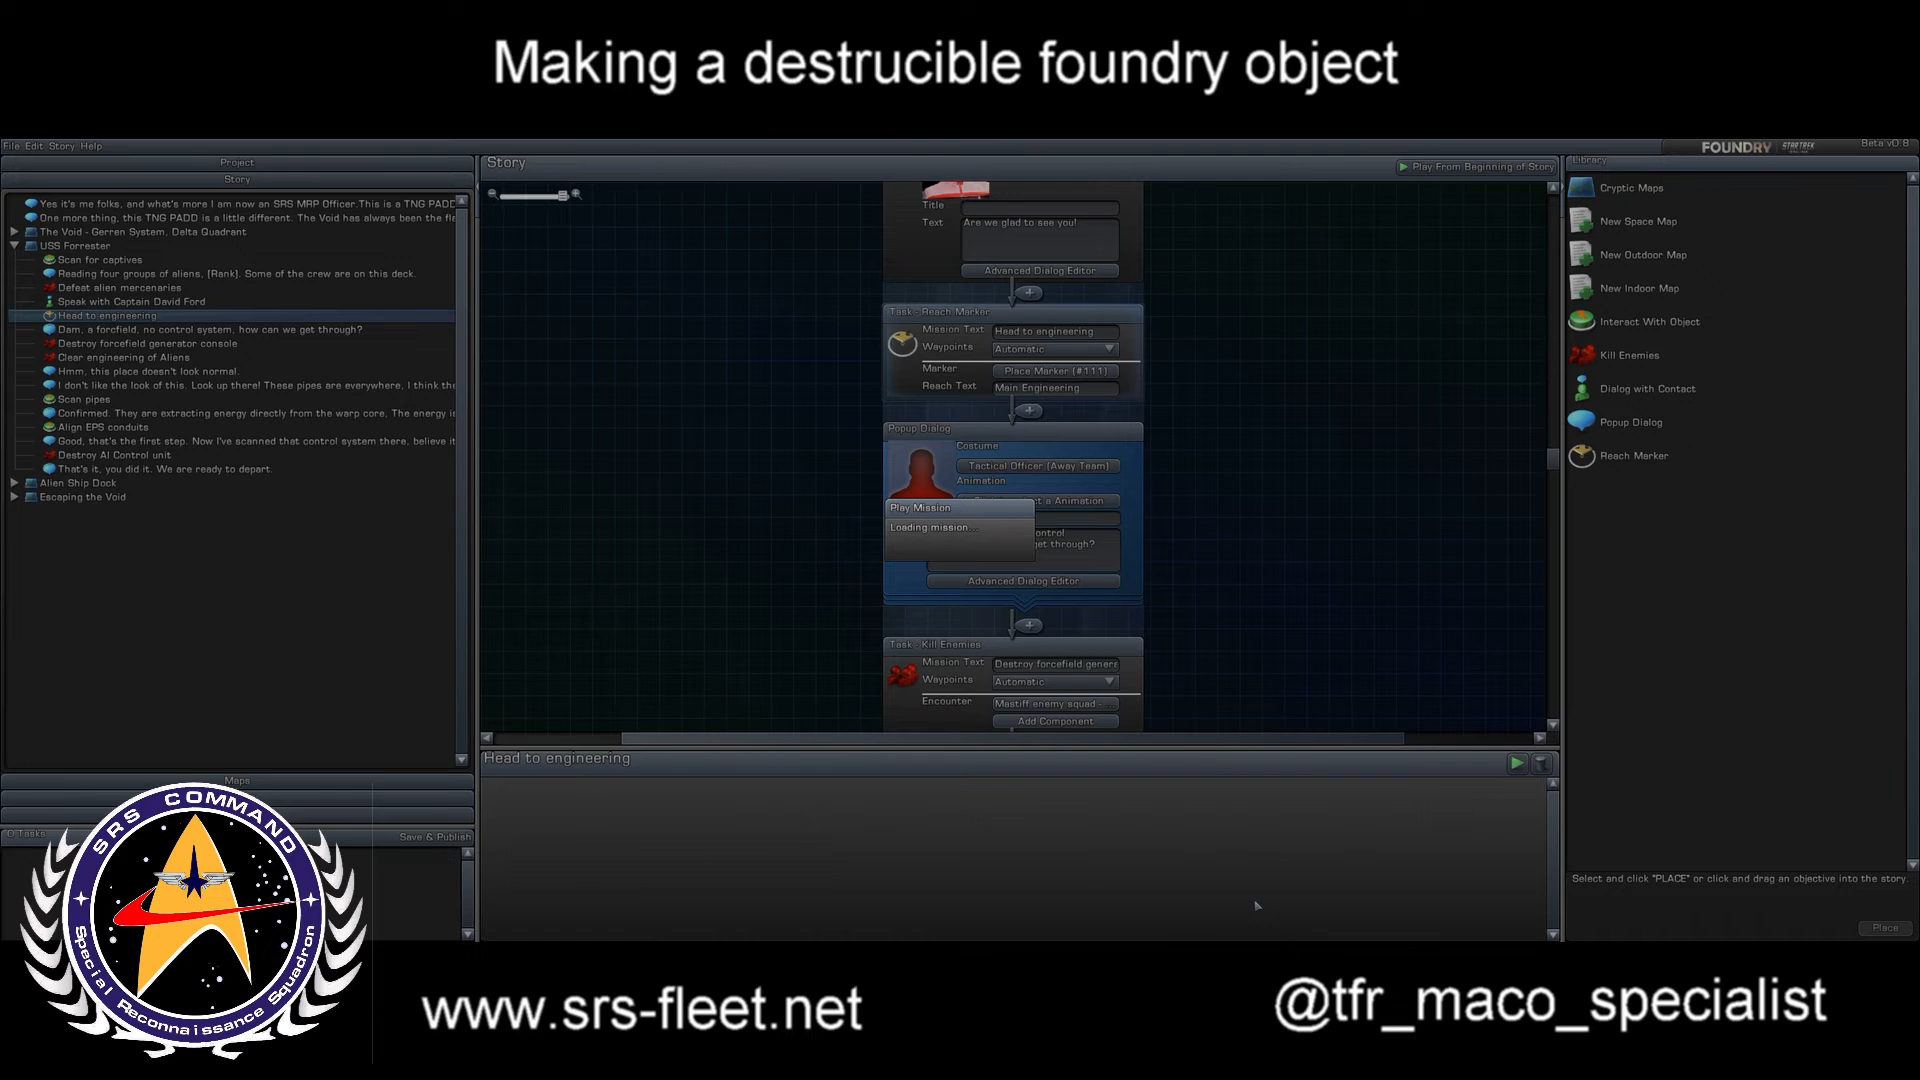 Making a destrucible foundry object
File Edit Story Help
FOUNDRY STAR TREK Beta v0.8
Project
Story
Yes it's me folks, and what's more I am now an SRS MRP Officer.This is a TNG PADD
One more thing, this TNG PADD is a little different. The Void has always been the fle
The Void - Gerren System, Delta Quadrant
USS Forrester
Scan for captives
Reading four groups of aliens, [Rank]. Some of the crew are on this deck.
Defeat alien mercenaries
Speak with Captain David Ford
Head to engineering
Dam, a forcfield, no control system, how can we get through?
Destroy forcefield generator console
Clear engineering of Aliens
Hmm, this place doesn't look normal.
I don't like the look of this. Look up there! These pipes are everywhere, I think the
Scan pipes
Confirmed. They are extracting energy directly from the warp core, The energy is
Align EPS conduits
Good, that's the first step. Now I've scanned that control system there, believe it
Destroy AI Control unit
That's it, you did it. We are ready to depart.
Alien Ship Dock
Escaping the Void
Maps
0 Tasks
Save & Publish
Story
Play From Beginning of Story
Title
Text Are we glad to see you!
Advanced Dialog Editor
Task - Reach Marker
Mission Text Head to engineering
Waypoints Automatic
Marker Place Marker (#111)
Reach Text Main Engineering
Popup Dialog
Costume
Tactical Officer (Away Team)
Animation
t a Animation
Play Mission
Loading mission...
ontrol
get through?
Advanced Dialog Editor
Task - Kill Enemies
Mission Text Destroy forcefield genera
Waypoints Automatic
Encounter Mastiff enemy squad -
Add Component
Head to engineering
Library
Cryptic Maps
New Space Map
New Outdoor Map
New Indoor Map
Interact With Object
Kill Enemies
Dialog with Contact
Popup Dialog
Reach Marker
Select and click "PLACE" or click and drag an objective into the story.
Place
SRS COMMAND
Special Reconnaissance Squadron
www.srs-fleet.net
@tfr_maco_specialist